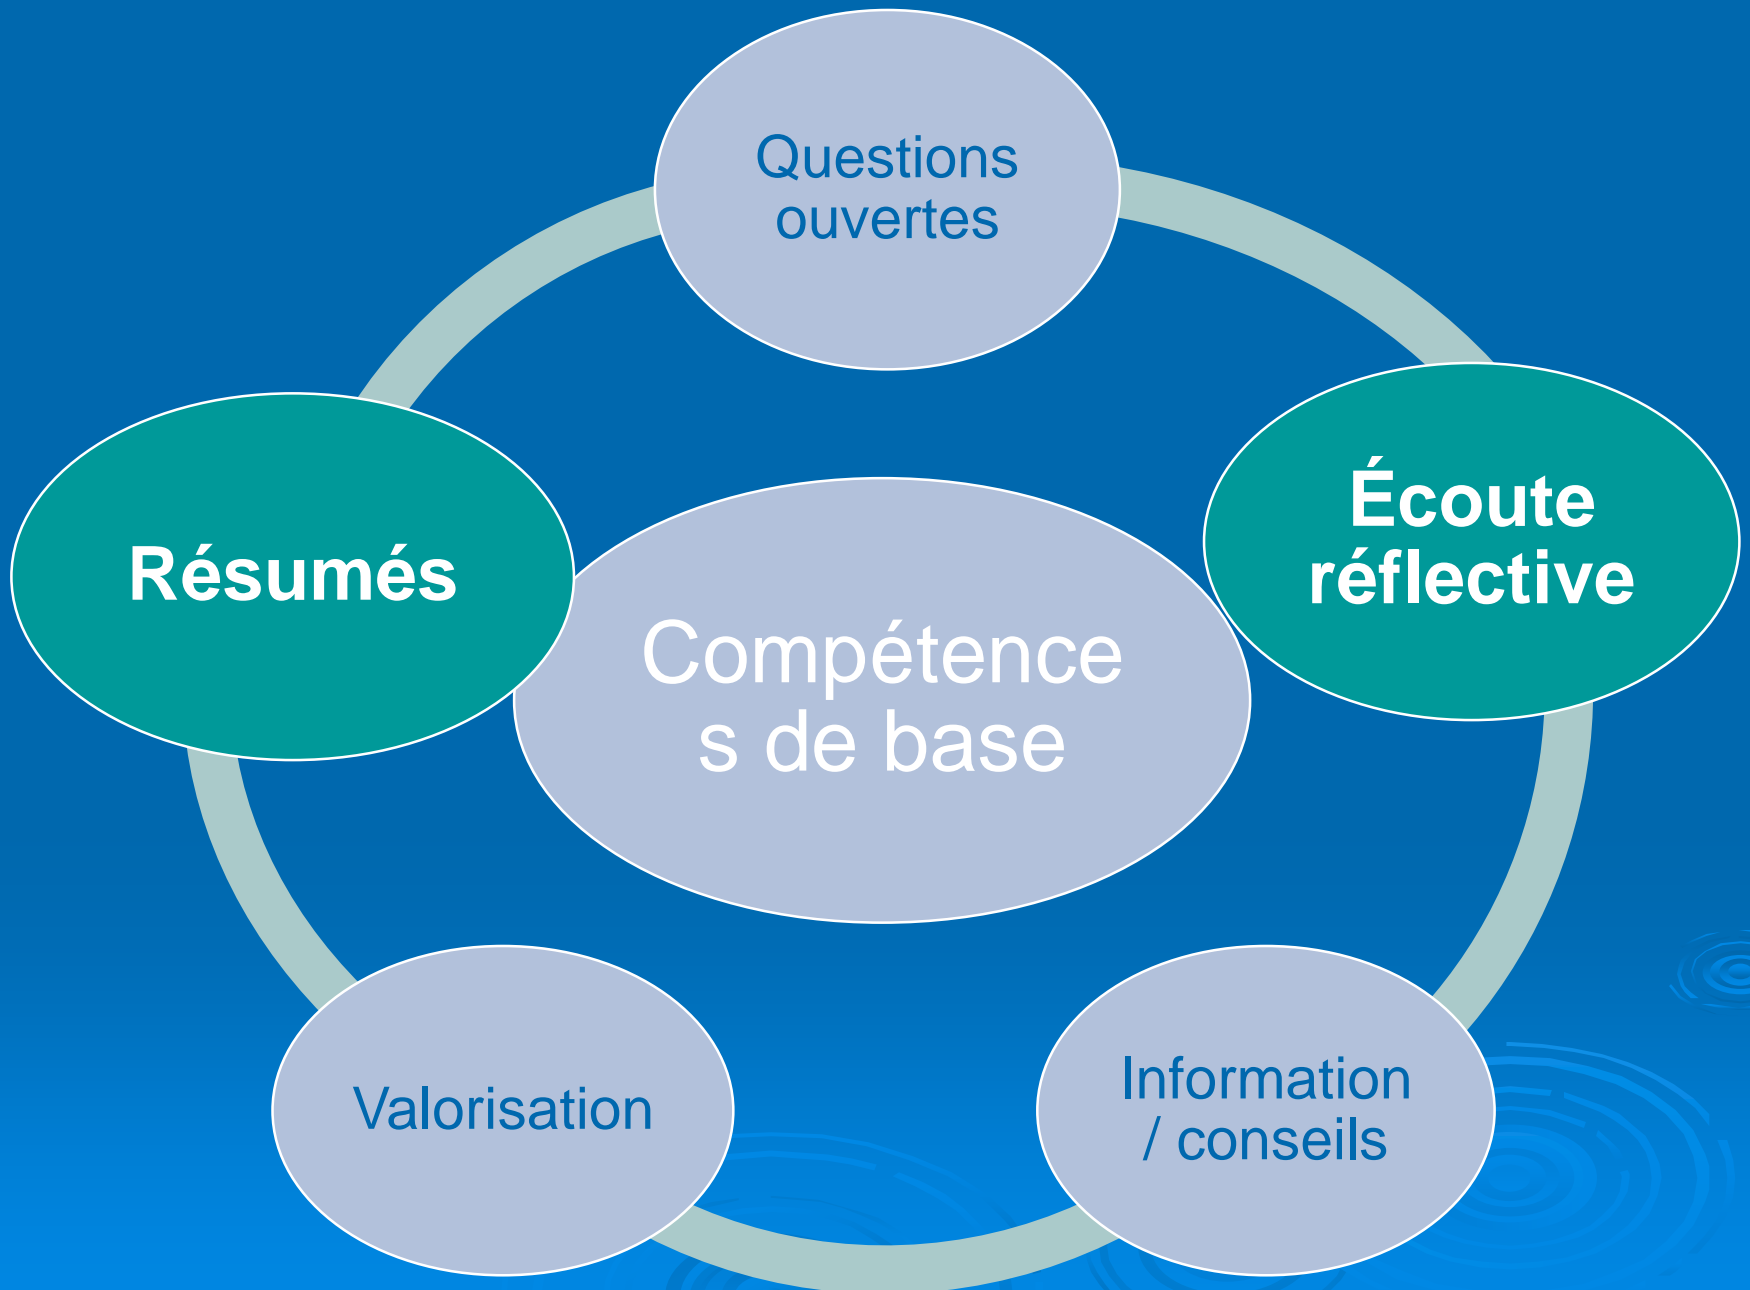 Questions
ouvertes
Écoute
réflective
Résumés
Compétence
s de base
Valorisation
Information
/ conseils